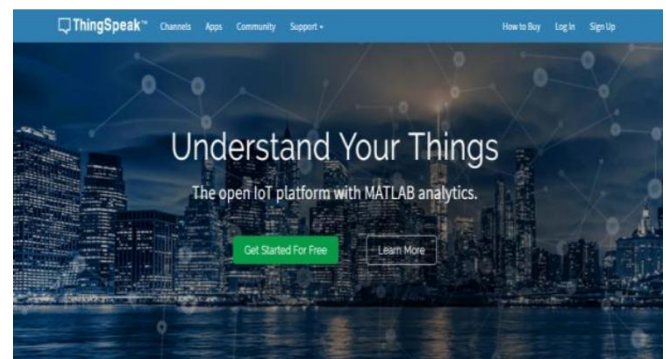 ThingSpeak™ Channels Apps Community Support How to Buy Log In Sign Up
Understand Your Things
The open IoT platform with MATLAB analytics.
Get Started For Free Learn More